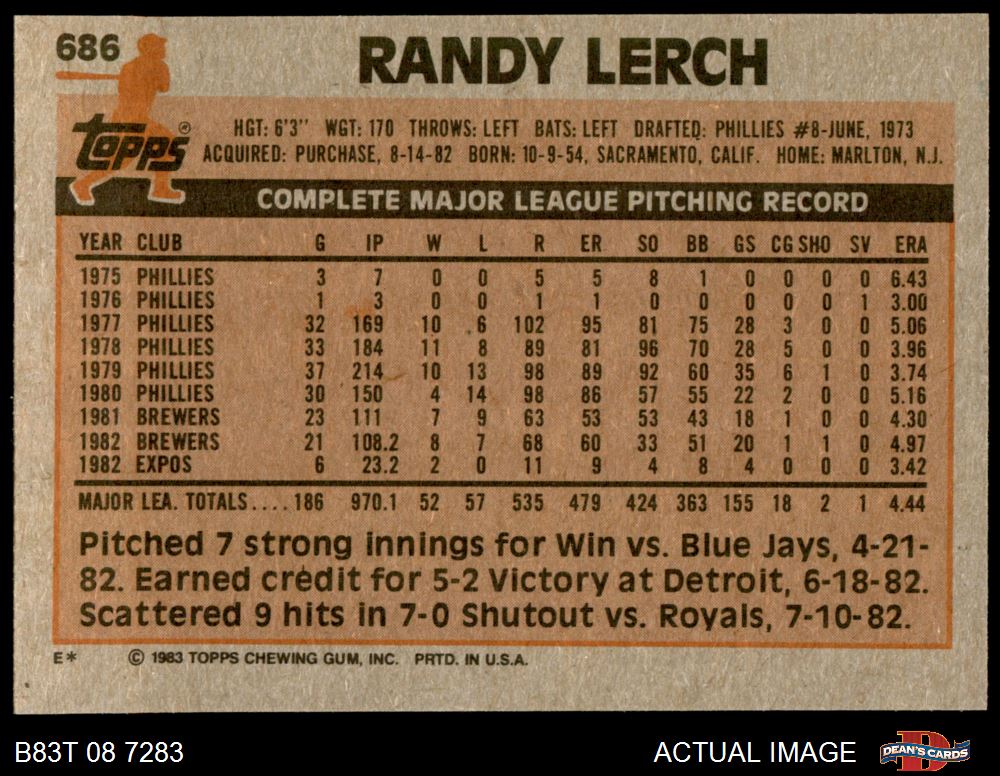 686
RANDY LERCH
topps ®
HGT: 6'3" WGT: 170 THROWS: LEFT BATS: LEFT DRAFTED: PHILLIES #8-JUNE, 1973
ACQUIRED: PURCHASE, 8-14-82 BORN: 10-9-54, SACRAMENTO, CALIF. HOME: MARLTON, N.J.
COMPLETE MAJOR LEAGUE PITCHING RECORD
YEAR CLUB G IP W L R ER SO BB GS CG SHO SV ERA
1975 PHILLIES 3 7 0 0 5 5 8 1 0 0 0 0 6.43
1976 PHILLIES 1 3 0 0 1 1 0 0 0 0 0 1 3.00
1977 PHILLIES 32 169 10 6 102 95 81 75 28 3 0 0 5.06
1978 PHILLIES 33 184 11 8 89 81 96 70 28 5 0 0 3.96
1979 PHILLIES 37 214 10 13 98 89 92 60 35 6 1 0 3.74
1980 PHILLIES 30 150 4 14 98 86 57 55 22 2 0 0 5.16
1981 BREWERS 23 111 7 9 63 53 53 43 18 1 0 0 4.30
1982 BREWERS 21 108.2 8 7 68 60 33 51 20 1 1 0 4.97
1982 EXPOS 6 23.2 2 0 11 9 4 8 4 0 0 0 3.42
MAJOR LEA. TOTALS.... 186 970.1 52 57 535 479 424 363 155 18 2 1 4.44
Pitched 7 strong innings for Win vs. Blue Jays, 4-21-
82. Earned credit for 5-2 Victory at Detroit, 6-18-82.
Scattered 9 hits in 7-0 Shutout vs. Royals, 7-10-82.
E* © 1983 TOPPS CHEWING GUM, INC. PRTD. IN U.S.A.
B83T 08 7283
ACTUAL IMAGE
DEAN'S CARDS